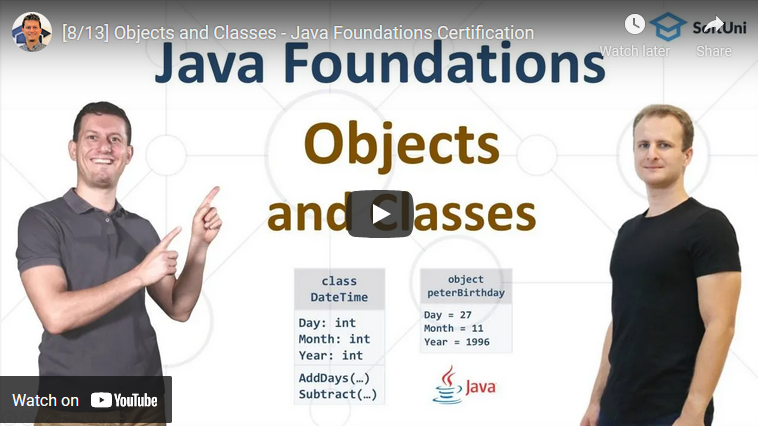 [8/13] Objects and Classes - Java Foundations Certification
Watch later
Share
SoftUni
Java Foundations
Objects
and Classes
class
DateTime
Day: int
Month: int
Year: int
AddDays(…)
Subtract(…)
object
peterBirthday
Day = 27
Month = 11
Year = 1996
Java
Watch on YouTube